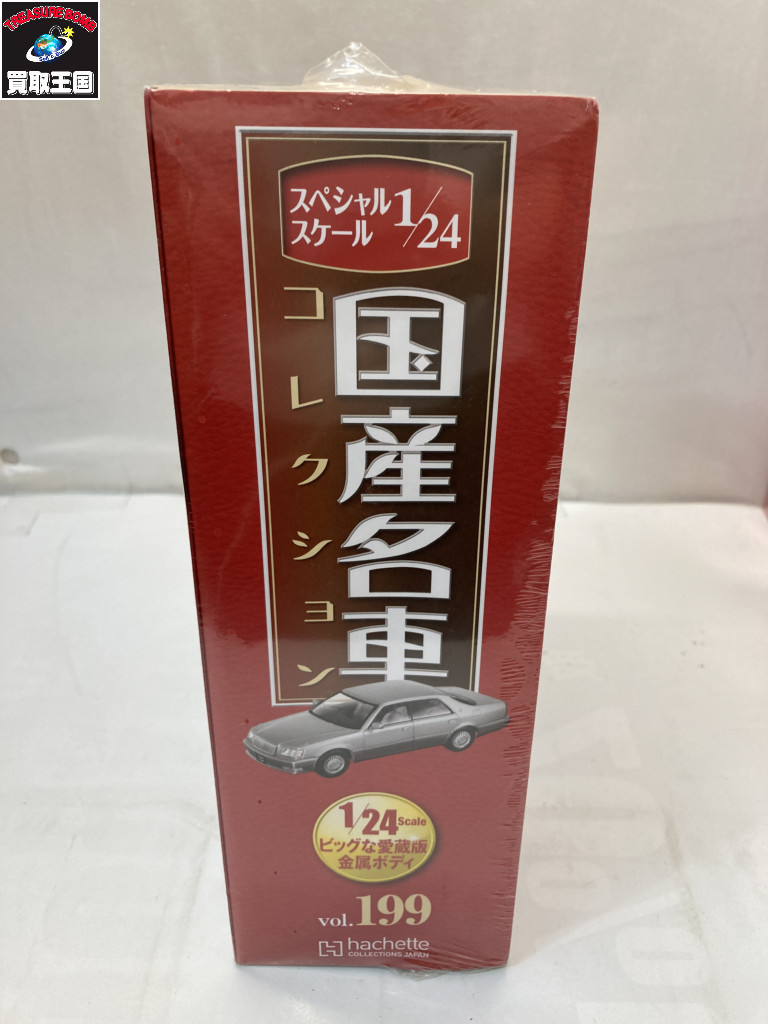 TREASURE BOMB
買取王国
スペシャル
スケール 1/24
国産名車
コレクション
1/24 Scale
ビッグな愛蔵版
金属ボディ
vol.199
hachette
COLLECTIONS JAPAN